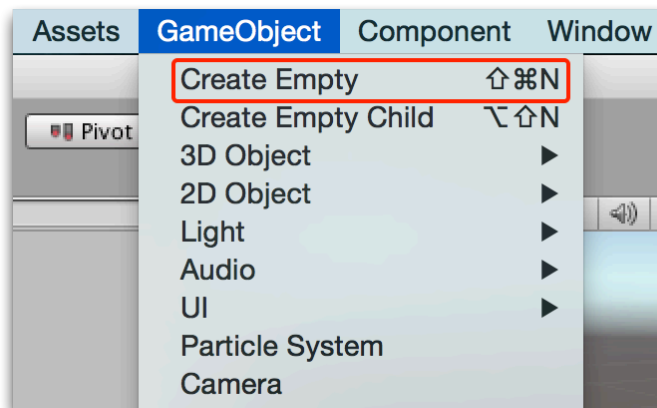 Assets GameObject Component Window
Create Empty ⇧⌘N
Pivot
Create Empty Child ⌥⇧N
3D Object ▶
2D Object ▶
Light ▶
Audio ▶
UI ▶
Particle System
Camera